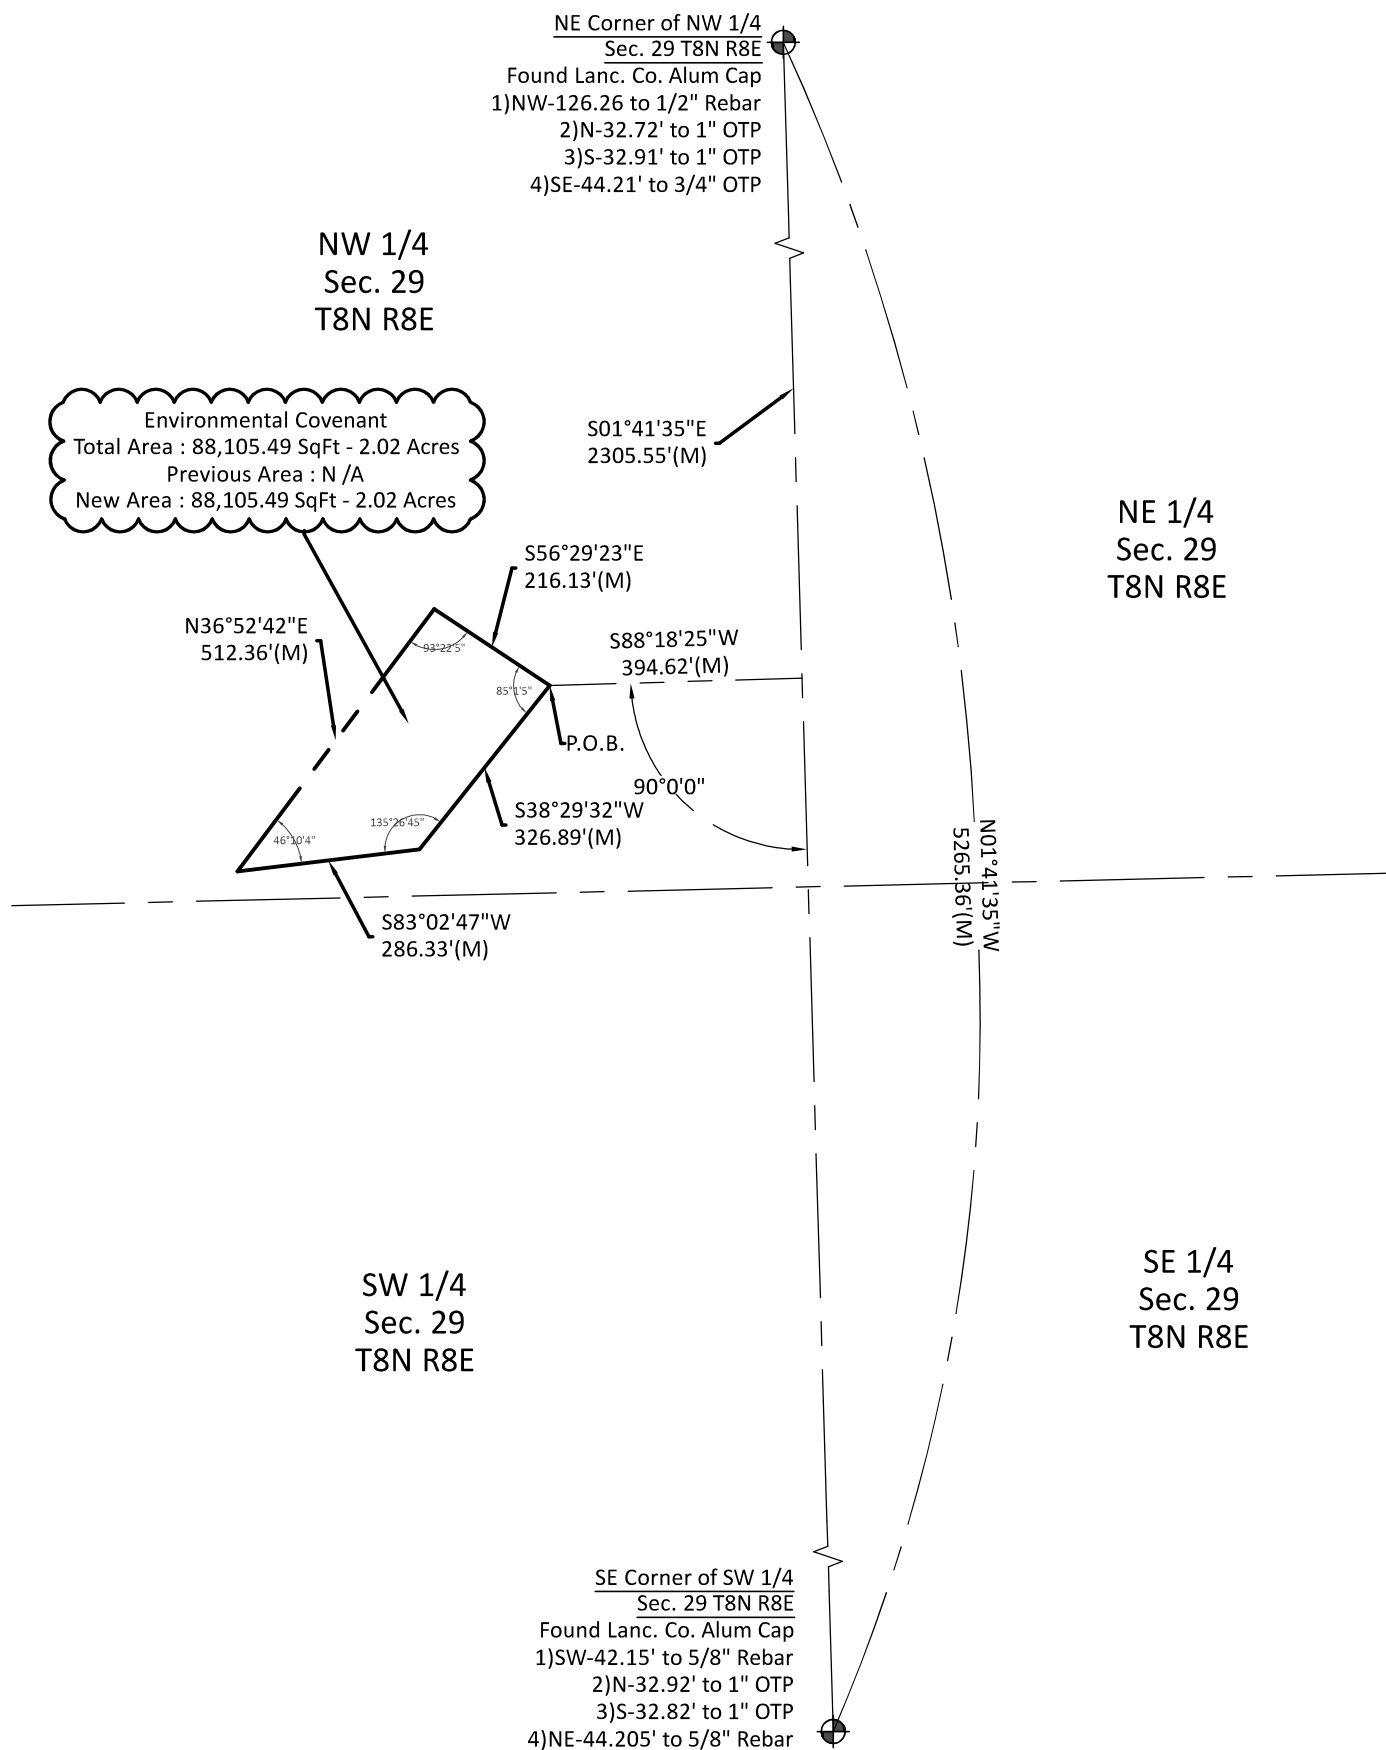 NE Corner of NW 1/4
Sec. 29 T8N R8E
Found Lanc. Co. Alum Cap
1)NW-126.26 to 1/2" Rebar
2)N-32.72' to 1" OTP
3)S-32.91' to 1" OTP
4)SE-44.21' to 3/4" OTP
NW 1/4
Sec. 29
T8N R8E
Environmental Covenant
Total Area : 88,105.49 SqFt - 2.02 Acres
Previous Area : N /A
New Area : 88,105.49 SqFt - 2.02 Acres
S01°41'35"E
2305.55'(M)
NE 1/4
Sec. 29
T8N R8E
S56°29'23"E
216.13'(M)
N36°52'42"E
512.36'(M)
S88°18'25"W
394.62'(M)
93°22'5"
85°1'5"
P.O.B.
90°0'0"
S38°29'32"W
326.89'(M)
135°26'45"
46°10'4"
N01°41'35"W
5265.36'(M)
S83°02'47"W
286.33'(M)
SW 1/4
Sec. 29
T8N R8E
SE 1/4
Sec. 29
T8N R8E
SE Corner of SW 1/4
Sec. 29 T8N R8E
Found Lanc. Co. Alum Cap
1)SW-42.15' to 5/8" Rebar
2)N-32.92' to 1" OTP
3)S-32.82' to 1" OTP
4)NE-44.205' to 5/8" Rebar